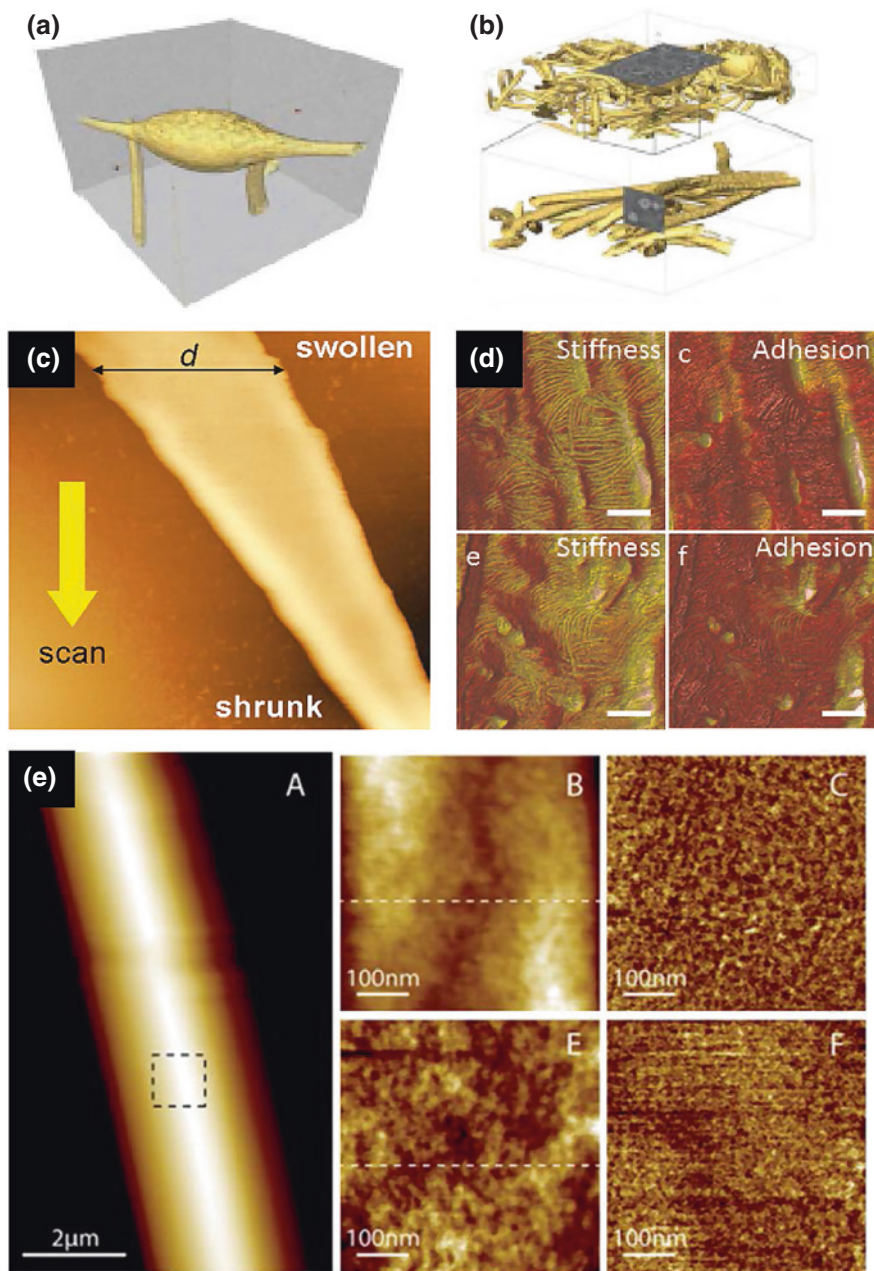 (a)
(b)
(c)
d
swollen
scan
shrunk
(d)
Stiffness
c
Adhesion
e
Stiffness
f
Adhesion
(e)
A
2μm
B
100nm
C
100nm
E
100nm
F
100nm